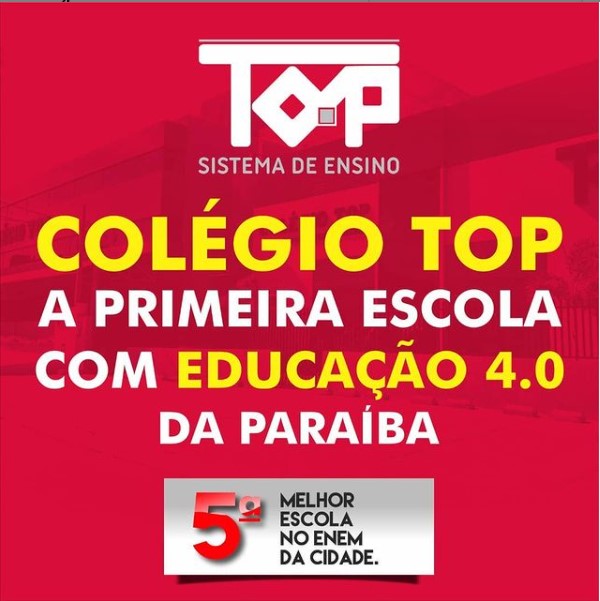 TOP
SISTEMA DE ENSINO
COLÉGIO TOP
A PRIMEIRA ESCOLA
COM EDUCAÇÃO 4.0
DA PARAÍBA
5ª
MELHOR
ESCOLA
NO ENEM
DA CIDADE.